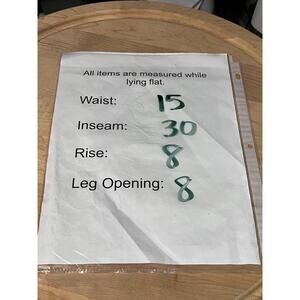 All items are measured while
lying flat.
Waist: 15
Inseam: 30
Rise: 8
Leg Opening: 8